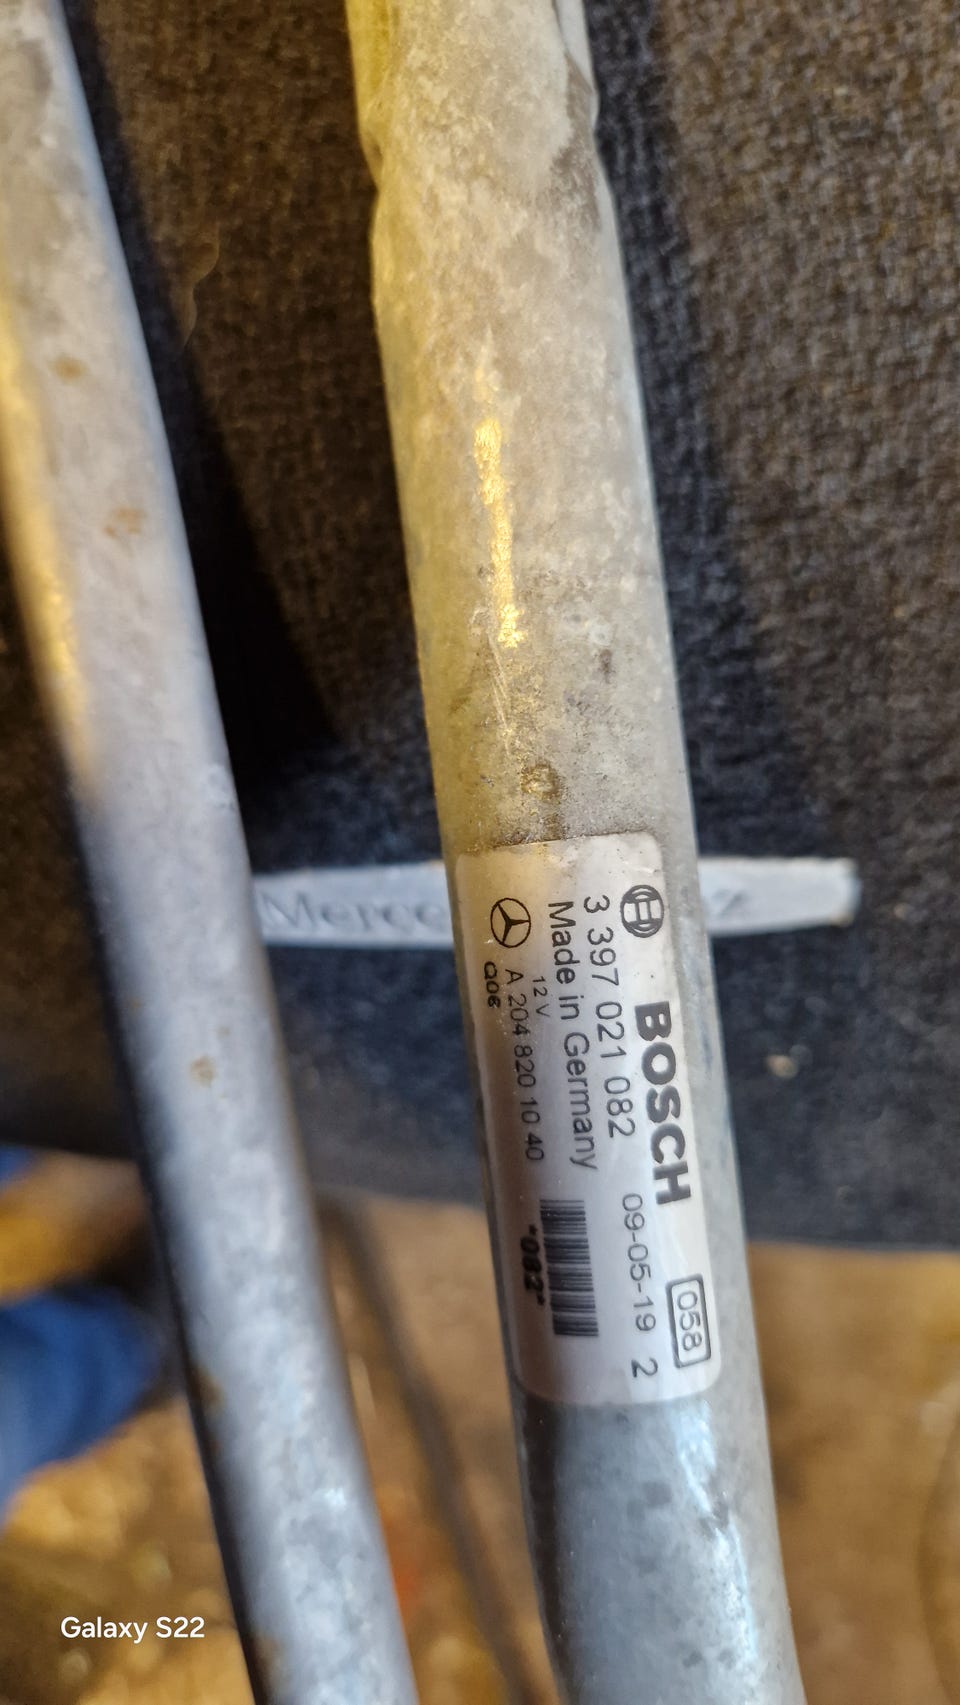 BOSCH
058
3 397 021 082
09-05-19 2
Made in Germany
12 V
A 204 820 10 40
Q06
*082*
Galaxy S22